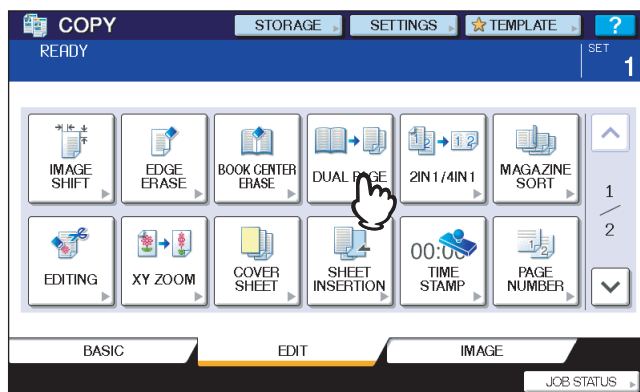 COPY
STORAGE
SETTINGS
TEMPLATE
?
READY
SET
1
IMAGE
SHIFT
EDGE
ERASE
BOOK CENTER
ERASE
DUAL PAGE
2IN1/4IN1
MAGAZINE
SORT
1
2
EDITING
XY ZOOM
COVER
SHEET
SHEET
INSERTION
TIME
STAMP
PAGE
NUMBER
BASIC
EDIT
IMAGE
JOB STATUS